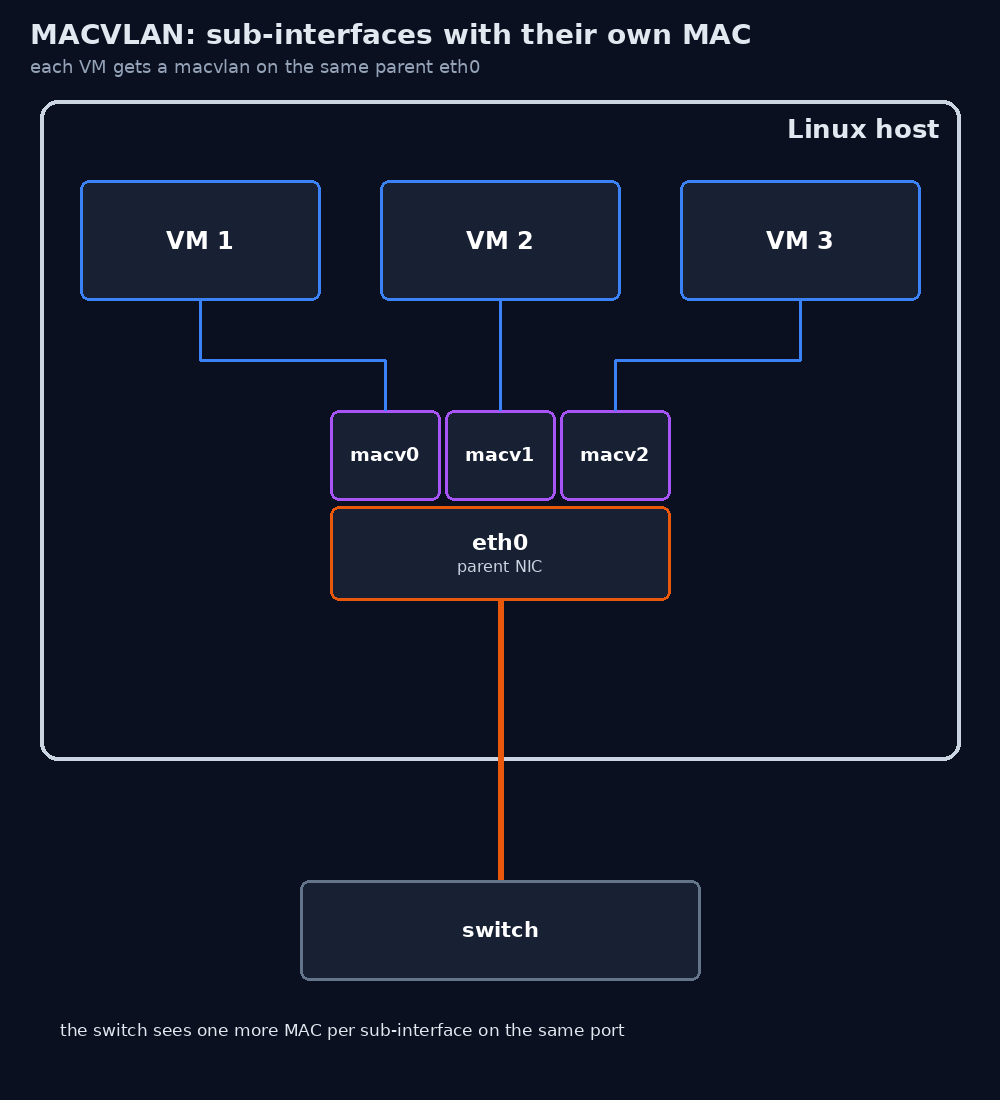 MACVLAN: sub-interfaces with their own MAC
each VM gets a macvlan on the same parent eth0
Linux host
VM 1
VM 2
VM 3
macv0
macv1
macv2
eth0
parent NIC
switch
the switch sees one more MAC per sub-interface on the same port